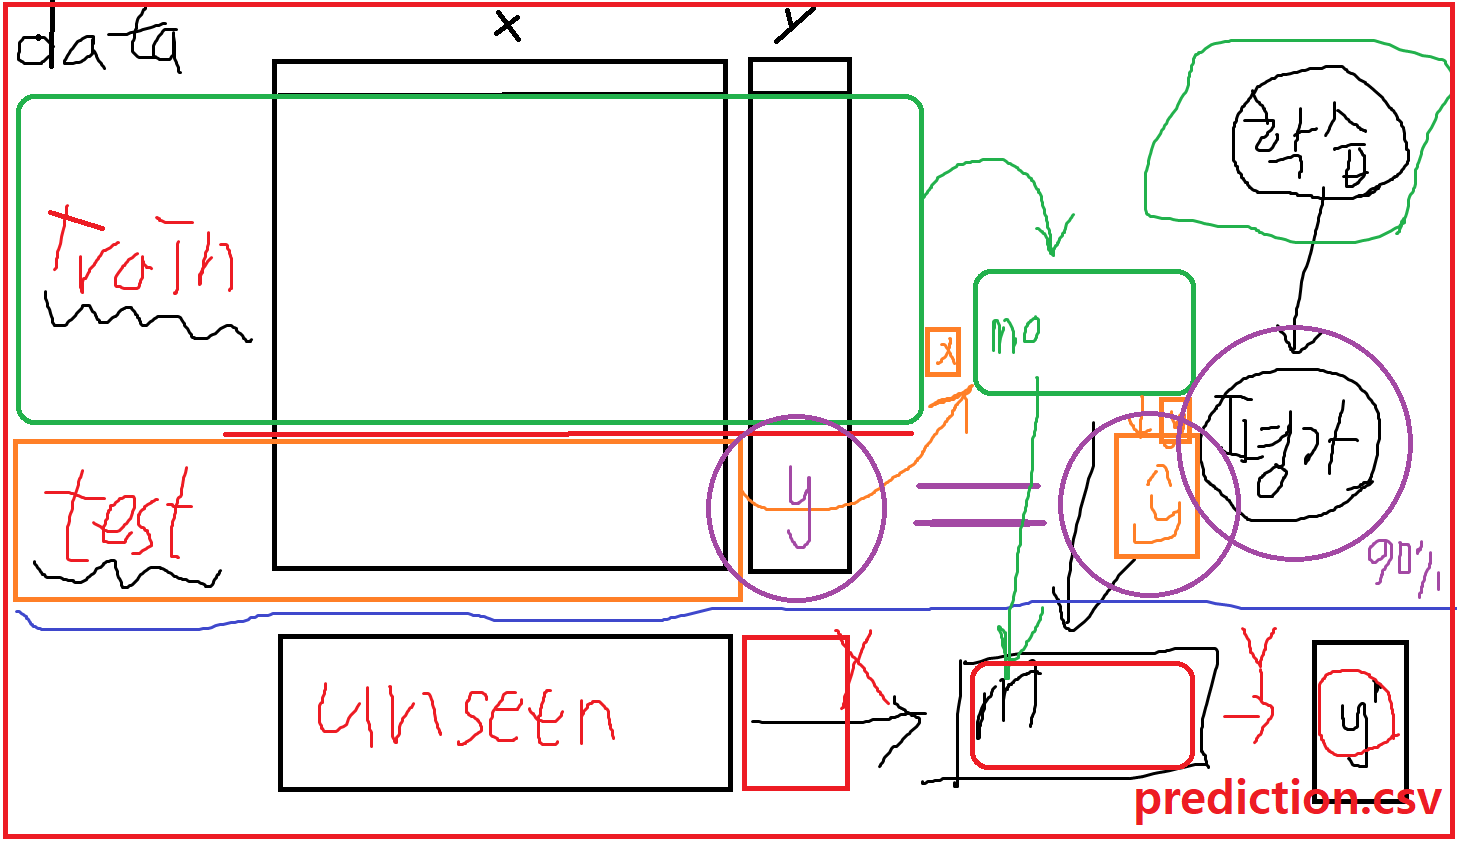 data
x
y
학습
Train
mo
x
평가
test
y
ŷ
90%
unseen
X
m
Y
y'
prediction.csv